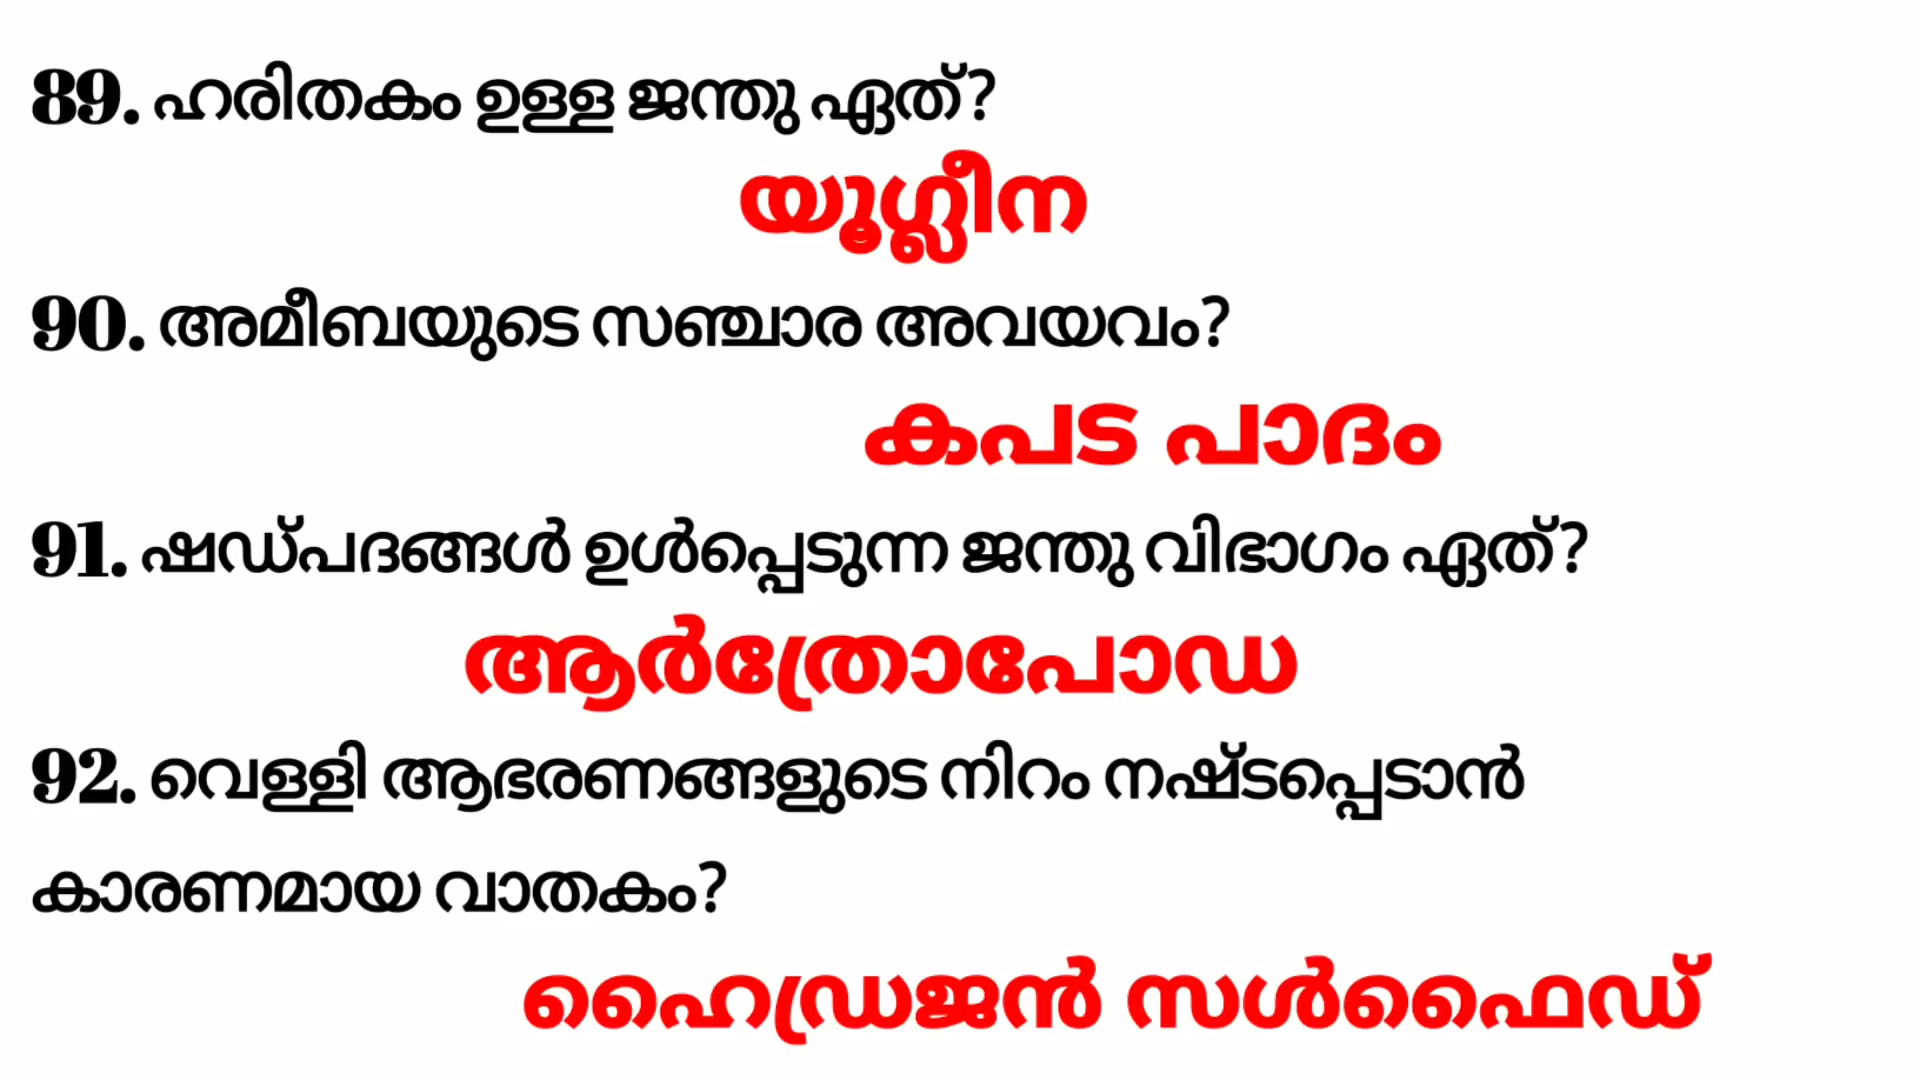 89. ഹരിതകം ഉള്ള ജന്തു ഏത്?
യൂഗ്ലീന
90. അമീബയുടെ സഞ്ചാര അവയവം?
കപട പാദം
91. ഷഡ്പദങ്ങൾ ഉൾപ്പെടുന്ന ജന്തു വിഭാഗം ഏത്?
ആർത്രോപോഡ
92. വെള്ളി ആഭരണങ്ങളുടെ നിറം നഷ്ടപ്പെടാൻ
കാരണമായ വാതകം?
ഹൈഡ്രജൻ സൾഫൈഡ്